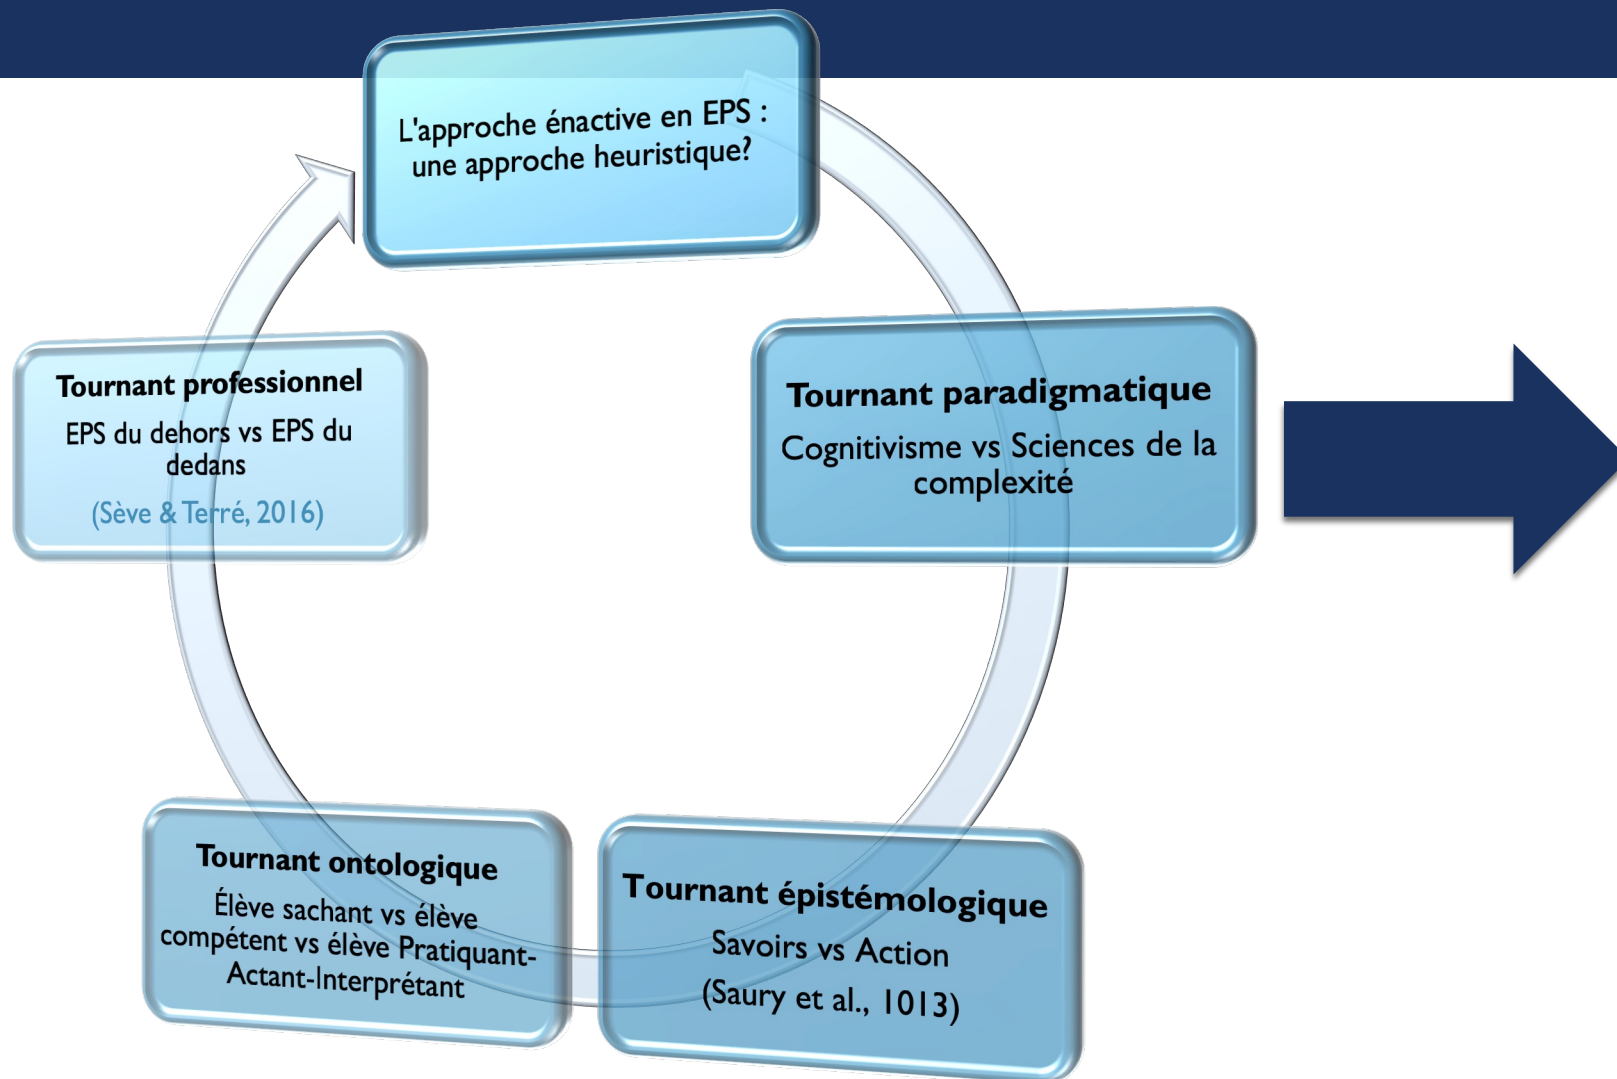 L'approche énactive en EPS :
une approche heuristique?
Tournant paradigmatique
Cognitivisme vs Sciences de la
complexité
Tournant épistémologique
Savoirs vs Action
(Saury et al., 1013)
Tournant ontologique
Élève sachant vs élève
compétent vs élève Pratiquant-
Actant-Interprétant
Tournant professionnel
EPS du dehors vs EPS du
dedans
(Sève & Terré, 2016)